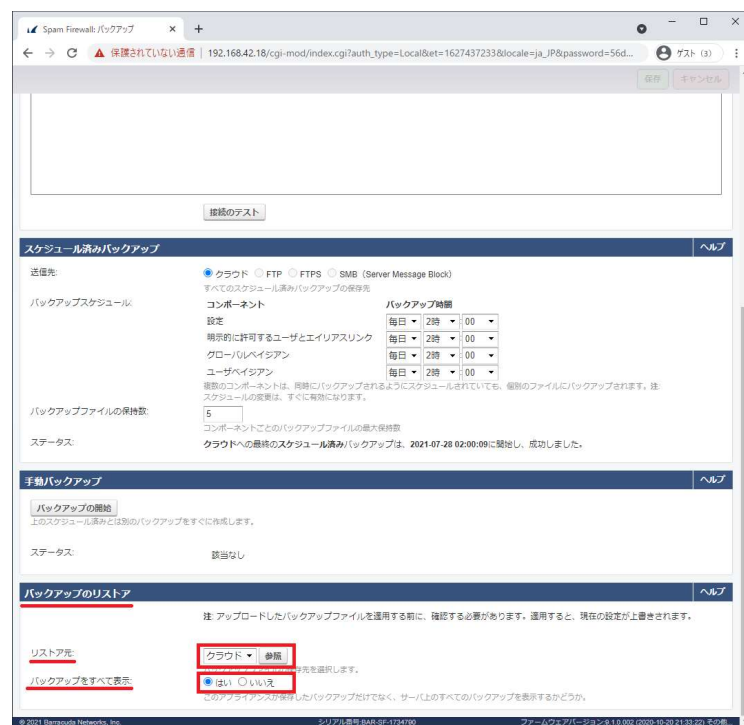 Spam Firewall: バックアップ × +
保護されていない通信 | 192.168.42.18/cgi-mod/index.cgi?auth_type=Local&et=1627437233&locale=ja_JP&password=56d... ゲスト (3)
保存 キャンセル
接続のテスト
スケジュール済みバックアップ ヘルプ
送信先: クラウド FTP FTPS SMB (Server Message Block)
すべてのスケジュール済みバックアップの保存先
バックアップスケジュール: コンポーネント バックアップ時間
設定 毎日 2時 : 00
明示的に許可するユーザとエイリアスリンク 毎日 2時 : 00
グローバルベイジアン 毎日 2時 : 00
ユーザベイジアン 毎日 2時 : 00
複数のコンポーネントは、同時にバックアップされるようにスケジュールされていても、個別のファイルにバックアップされます。注:
スケジュールの変更は、すぐに有効になります。
バックアップファイルの保持数: 5
コンポーネントごとのバックアップファイルの最大保持数
ステータス: クラウドへの最終のスケジュール済みバックアップは、2021-07-28 02:00:09に開始し、成功しました。
手動バックアップ ヘルプ
バックアップの開始
上のスケジュール済みとは別のバックアップをすぐに作成します。
ステータス: 該当なし
バックアップのリストア ヘルプ
注: アップロードしたバックアップファイルを適用する前に、確認する必要があります。適用すると、現在の設定が上書きされます。
リストア元: クラウド 参照
存先を選択します。
バックアップをすべて表示: はい いいえ
このアプライアンスが保存したバックアップだけでなく、サーバ上のすべてのバックアップを表示するかどうか。
© 2021 Barracuda Networks, Inc. シリアル番号:BAR-SF-1734790 ファームウェアバージョン:9.1.0.002 (2020-10-20 21:33:22) その他...